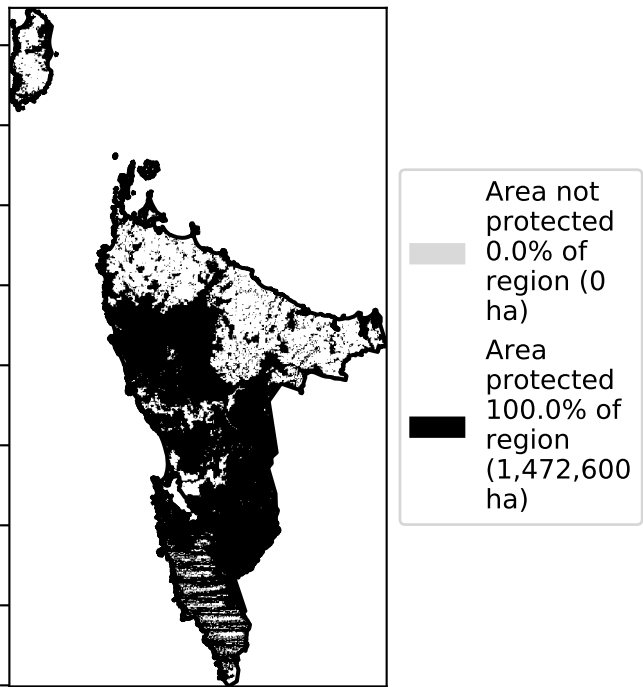 Area not
protected
0.0% of
region (0
ha)
Area
protected
100.0% of
region
(1,472,600
ha)